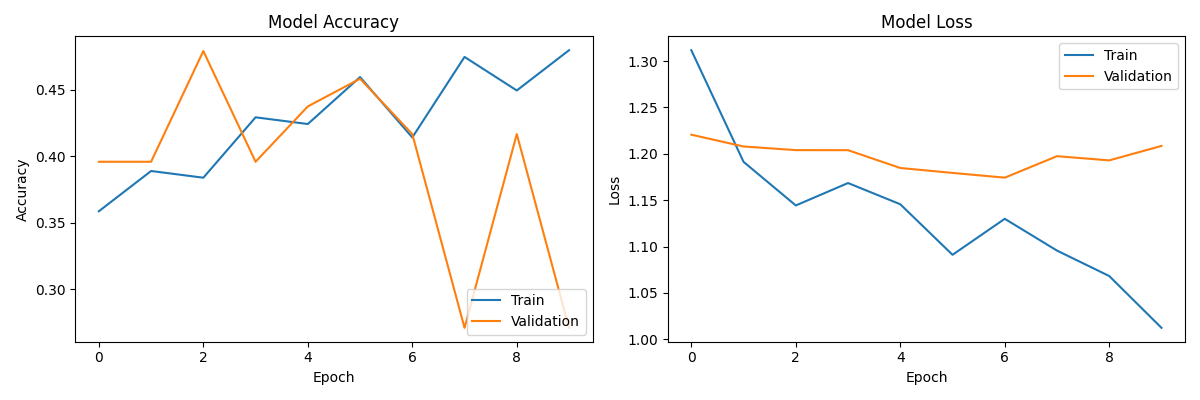 Model Accuracy
Accuracy
0.45
0.40
0.35
0.30
0
2
4
6
8
Epoch
Train
Validation
Model Loss
Loss
1.30
1.25
1.20
1.15
1.10
1.05
1.00
0
2
4
6
8
Epoch
Train
Validation